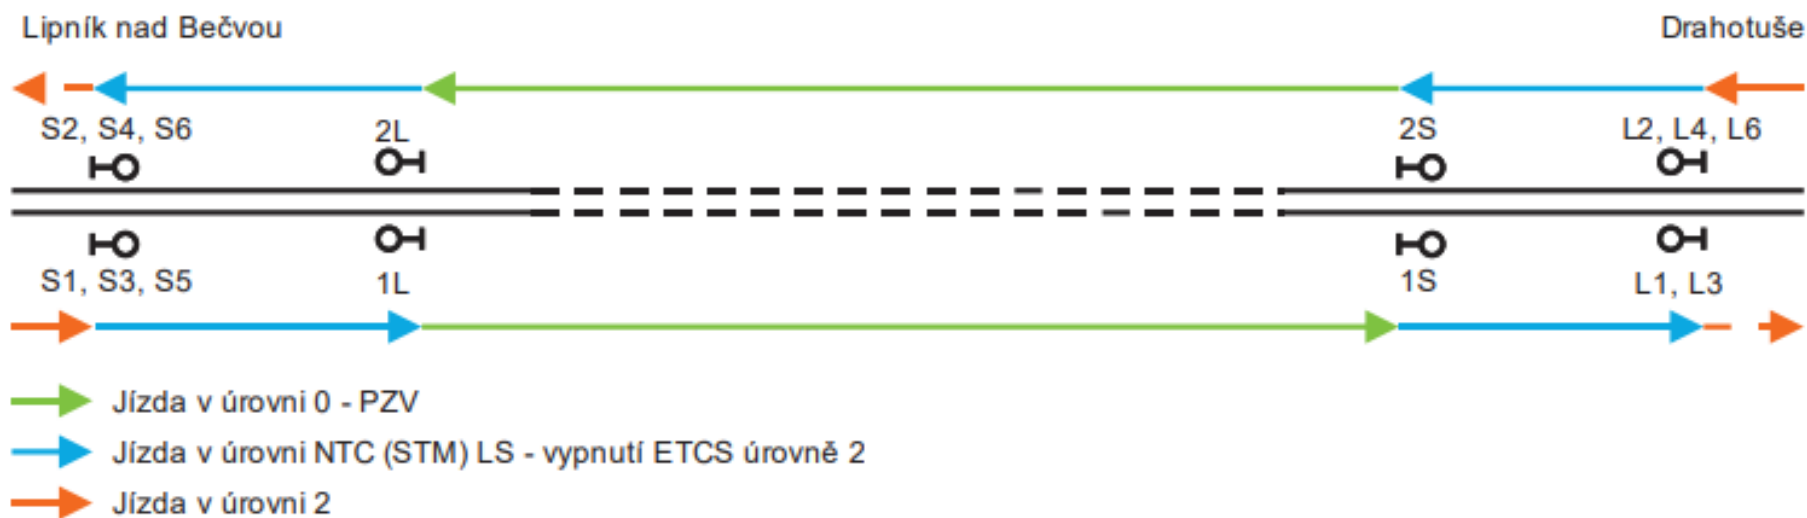 Lipník nad Bečvou
Drahotuše
S2, S4, S6
2L
2S
L2, L4, L6
S1, S3, S5
1L
1S
L1, L3
Jízda v úrovni 0 - PZV
Jízda v úrovni NTC (STM) LS - vypnutí ETCS úrovně 2
Jízda v úrovni 2